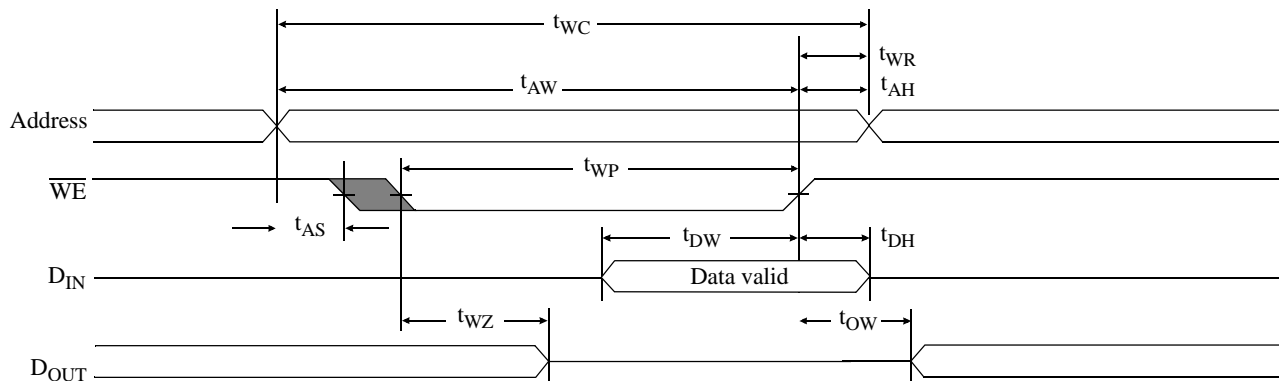 tWC
tWR
tAW
tAH
Address
tWP
WE
tAS
tDW
tDH
DIN
Data valid
tWZ
tOW
DOUT